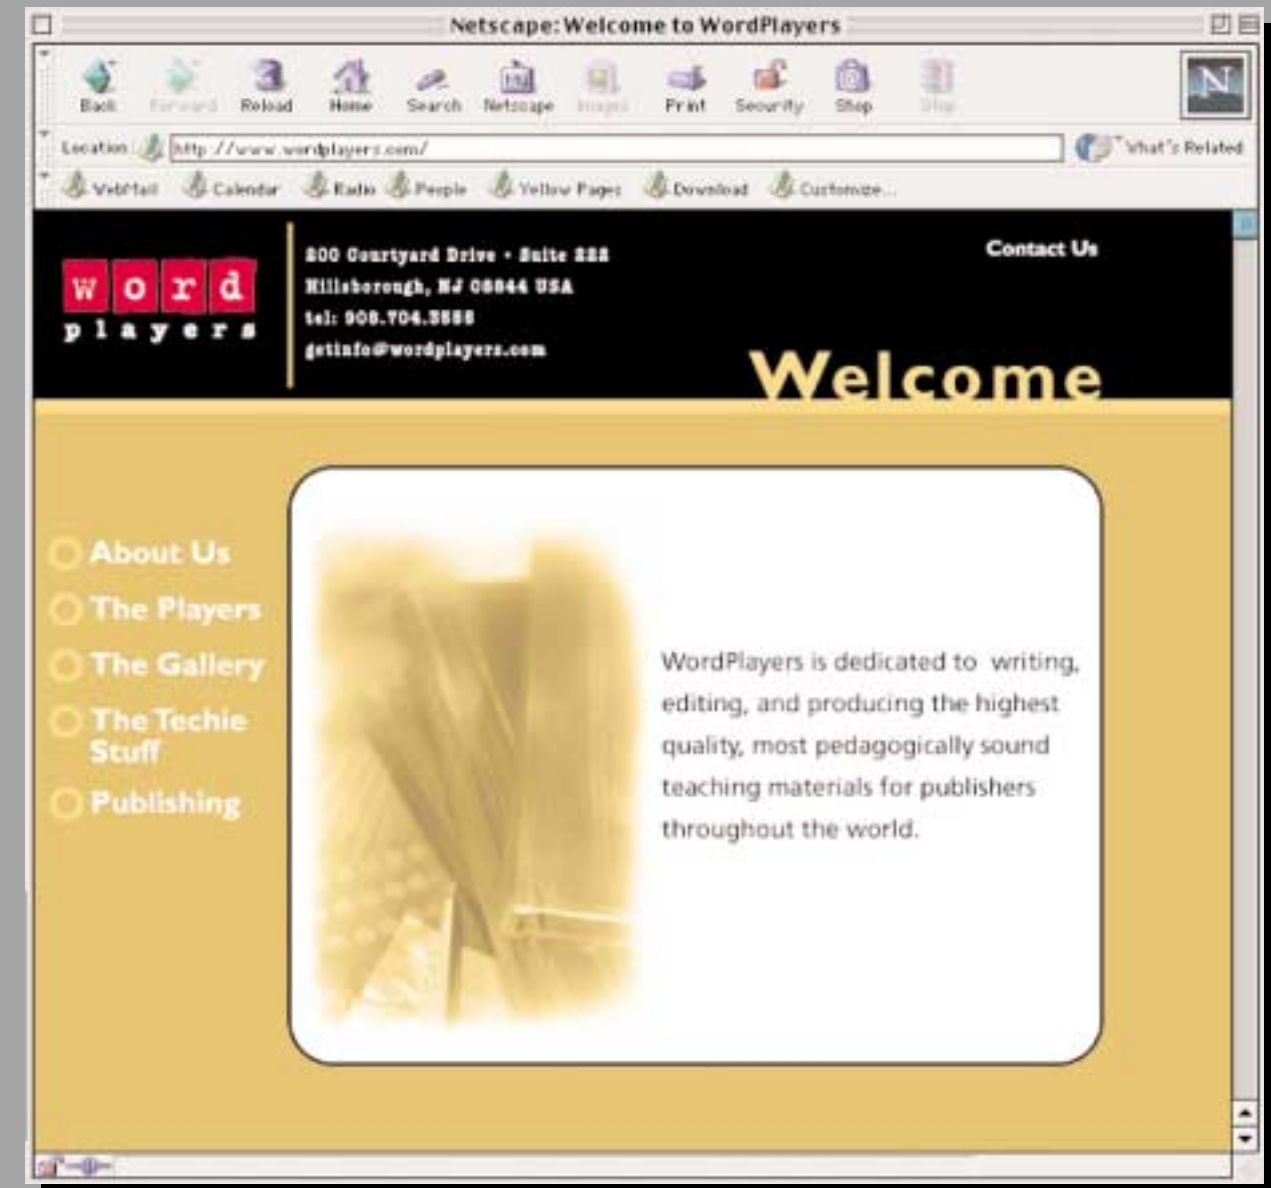 Netscape: Welcome to WordPlayers
Back Forward Reload Home Search Netscape Images Print Security Shop Stop
Location: http://www.wordplayers.com/ What's Related
WebMail Calendar Radio People Yellow Pages Download Customize...
word
players
200 Courtyard Drive - Suite 222
Hillsborough, NJ 08844 USA
tel:
getinfo@wordplayers.com
Contact Us
Welcome
About Us
The Players
The Gallery
The Techie
Stuff
Publishing
WordPlayers is dedicated to writing,
editing, and producing the highest
quality, most pedagogically sound
teaching materials for publishers
throughout the world.